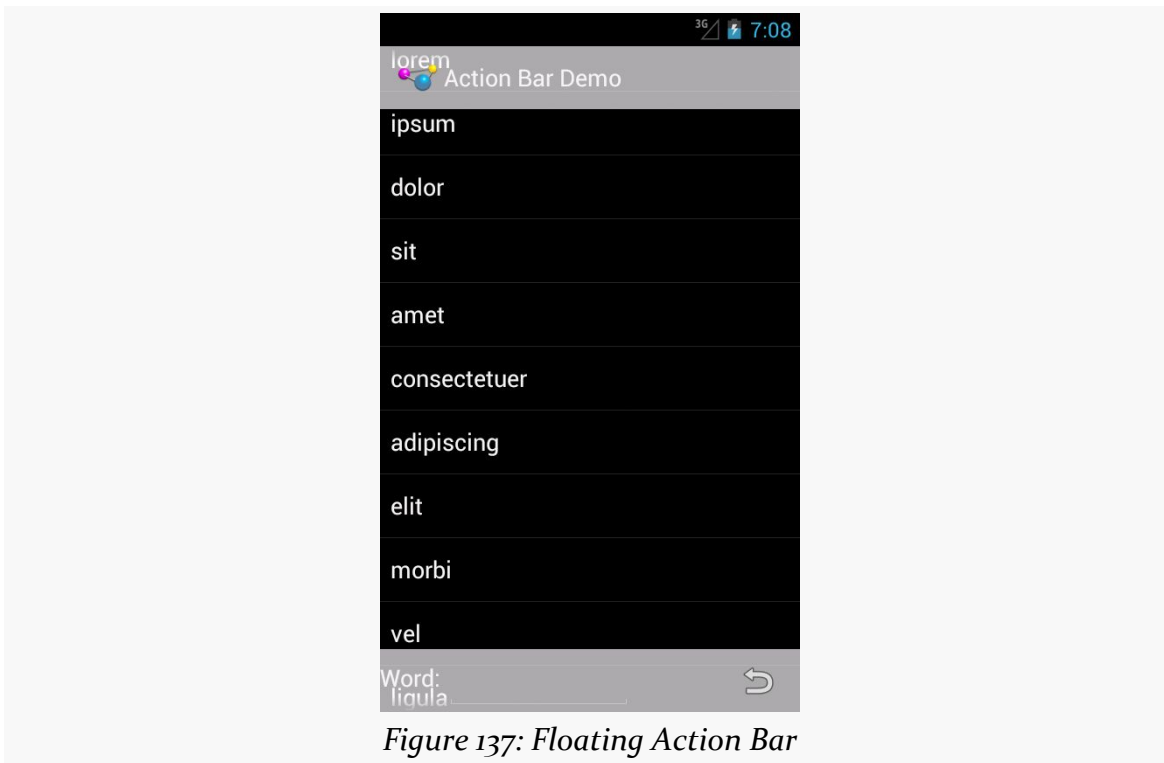 3G 7:08
lorem
Action Bar Demo
ipsum
dolor
sit
amet
consectetuer
adipiscing
elit
morbi
vel
Word:
ligula
Figure 137: Floating Action Bar